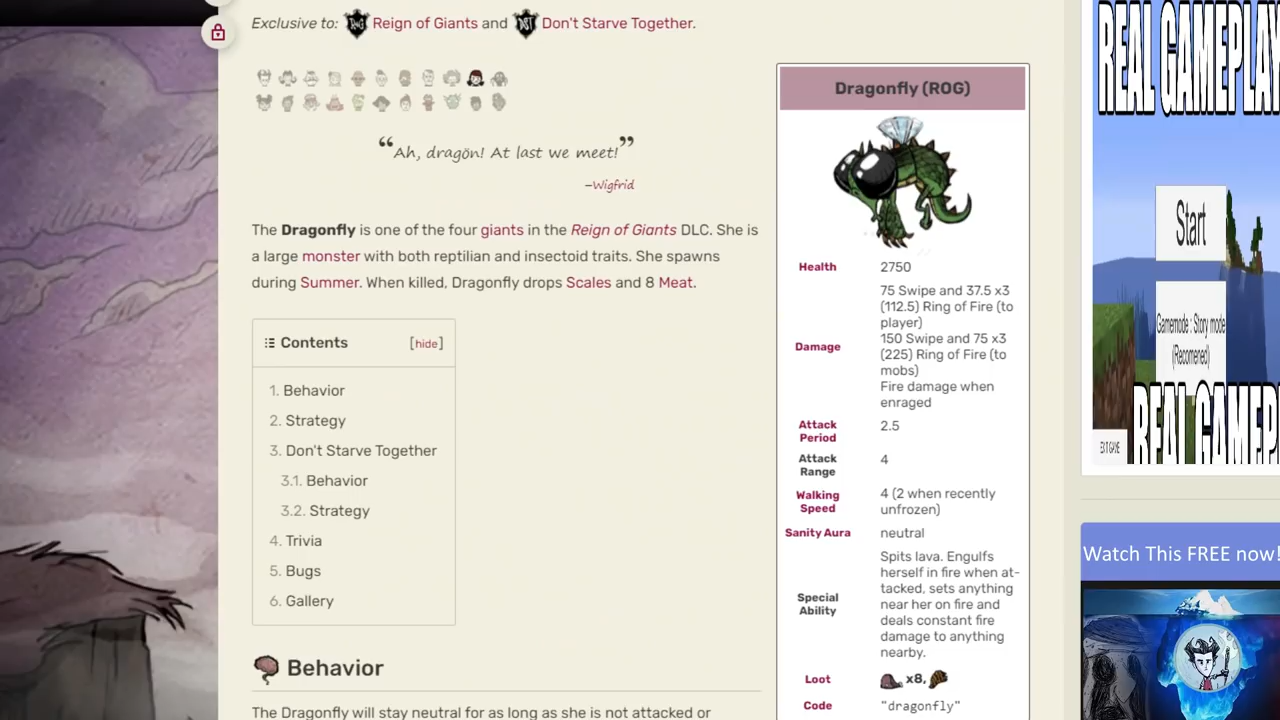 Exclusive to: Reign of Giants and Don't Starve Together.
“Ah, dragön! At last we meet!”
–Wigfrid
The Dragonfly is one of the four giants in the Reign of Giants DLC. She is
a large monster with both reptilian and insectoid traits. She spawns
during Summer. When killed, Dragonfly drops Scales and 8 Meat.
Contents [hide]
1. Behavior
2. Strategy
3. Don't Starve Together
3.1. Behavior
3.2. Strategy
4. Trivia
5. Bugs
6. Gallery
Behavior
The Dragonfly will stay neutral for as long as she is not attacked or
Dragonfly (ROG)
Health 2750
Damage
75 Swipe and 37.5 x3
(112.5) Ring of Fire (to
player)
150 Swipe and 75 x3
(225) Ring of Fire (to
mobs)
Fire damage when
enraged
Attack
Period
2.5
Attack
Range
4
Walking
Speed
4 (2 when recently
unfrozen)
Sanity Aura neutral
Special
Ability
Spits lava. Engulfs
herself in fire when at-
tacked, sets anything
near her on fire and
deals constant fire
damage to anything
nearby.
Loot x8,
Code "dragonfly"
REAL GAMEPLAY
Start
Gamemode : Story mode
(Recomened)
REAL GAMEP
EXIT GAME
Watch This FREE now!